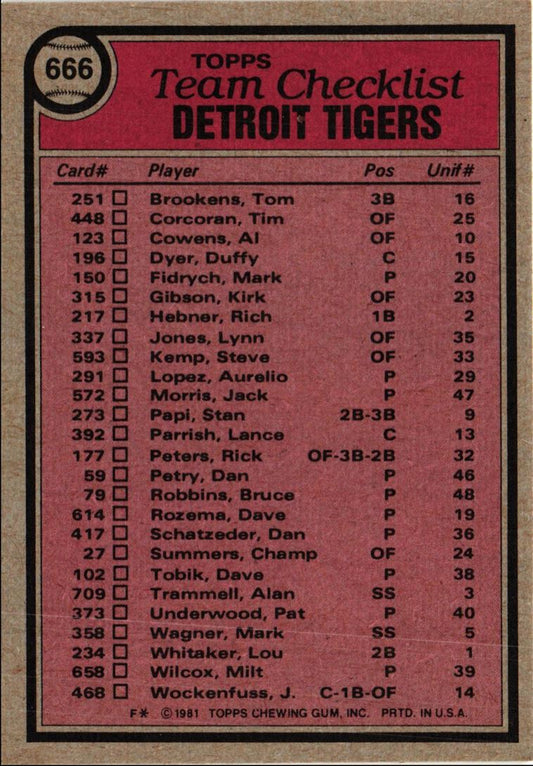 666
TOPPS
Team Checklist
DETROIT TIGERS
Card# Player Pos Unif#
251 Brookens, Tom 3B 16
448 Corcoran, Tim OF 25
123 Cowens, Al OF 10
196 Dyer, Duffy C 15
150 Fidrych, Mark P 20
315 Gibson, Kirk OF 23
217 Hebner, Rich 1B 2
337 Jones, Lynn OF 35
593 Kemp, Steve OF 33
291 Lopez, Aurelio P 29
572 Morris, Jack P 47
273 Papi, Stan 2B-3B 9
392 Parrish, Lance C 13
177 Peters, Rick OF-3B-2B 32
59 Petry, Dan P 46
79 Robbins, Bruce P 48
614 Rozema, Dave P 19
417 Schatzeder, Dan P 36
27 Summers, Champ OF 24
102 Tobik, Dave P 38
709 Trammell, Alan SS 3
373 Underwood, Pat P 40
358 Wagner, Mark SS 5
234 Whitaker, Lou 2B 1
658 Wilcox, Milt P 39
468 Wockenfuss, J. C-1B-OF 14
F* ©1981 TOPPS CHEWING GUM, INC. PRTD. IN U.S.A.